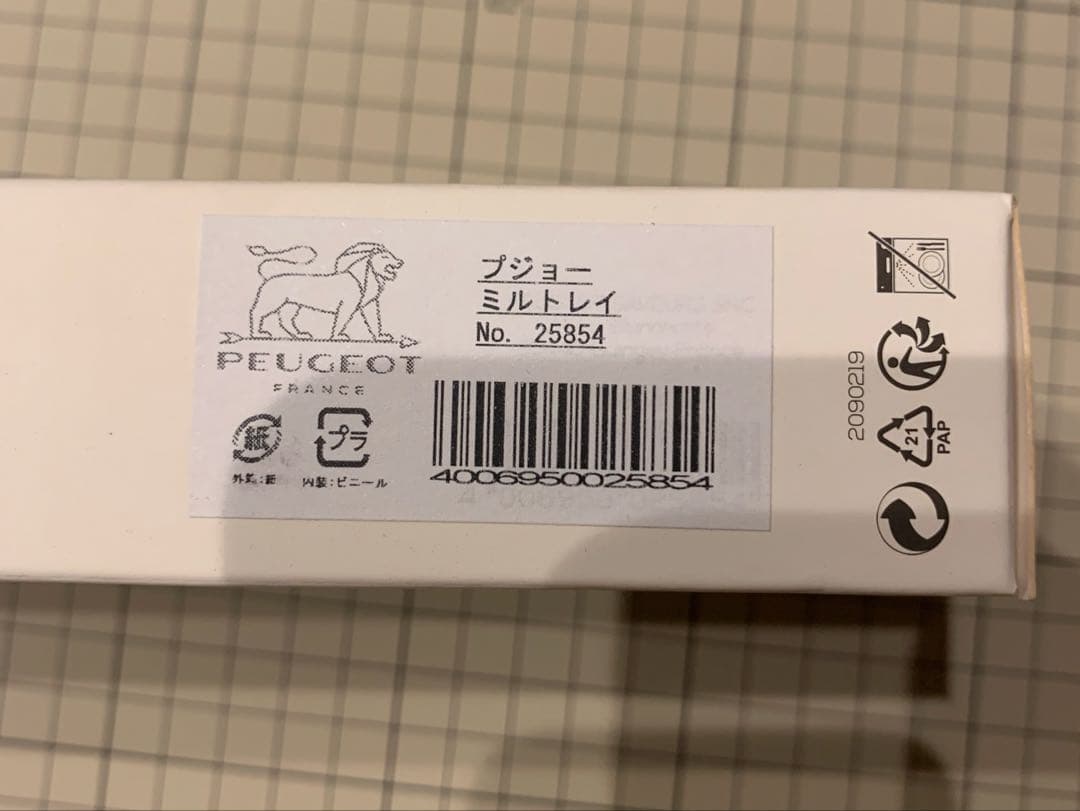 PEUGEOT
FRANCE
紙
外箱:紙
プラ
内装:ビニール
プジョー
ミルトレイ
No. 25854
4006950025854
2090219
21
PAP